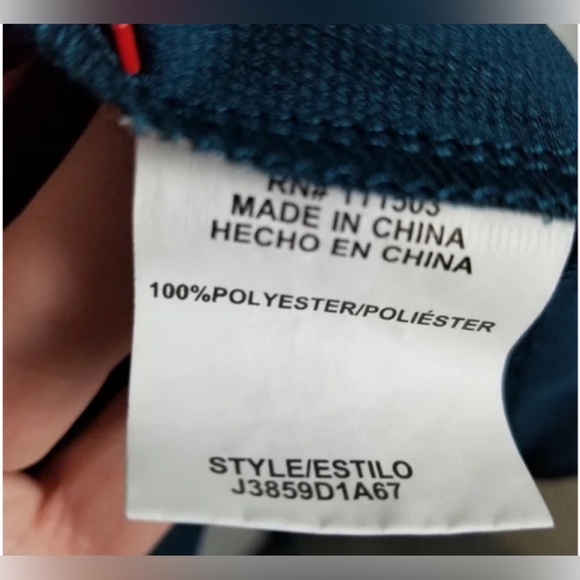 RN# 111503
MADE IN CHINA
HECHO EN CHINA
100%POLYESTER/POLIÉSTER
STYLE/ESTILO
J3859D1A67